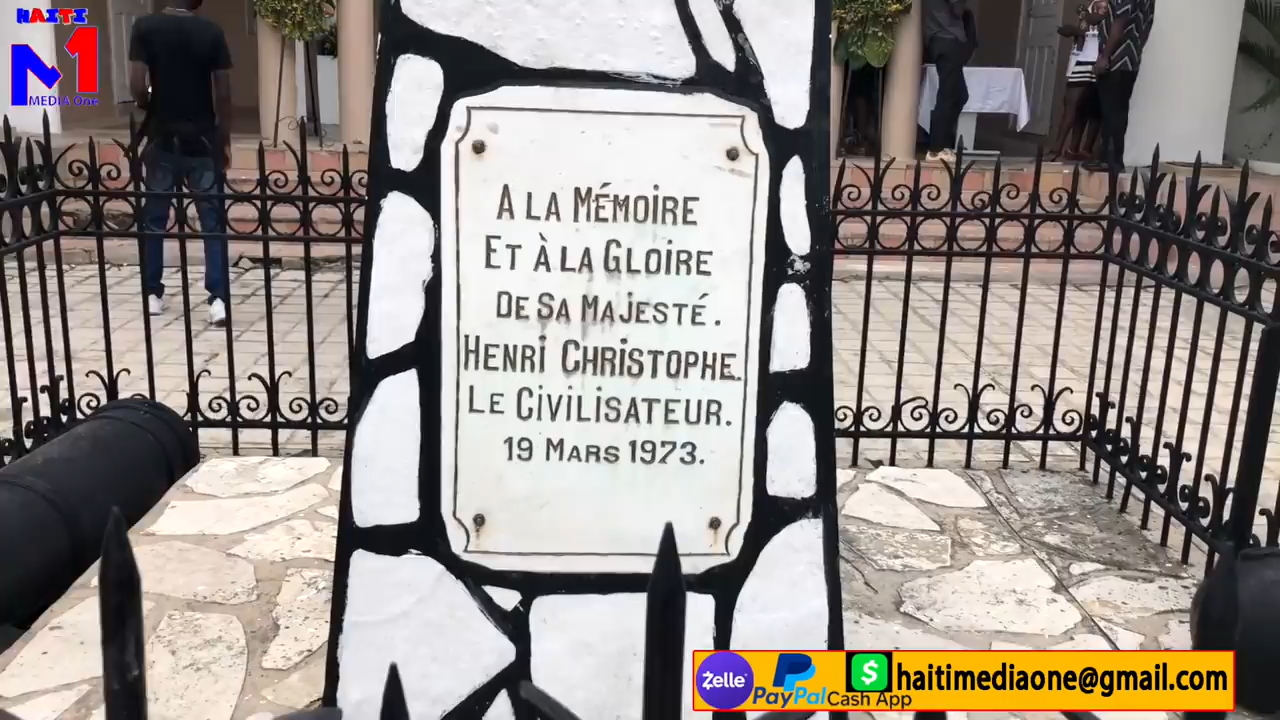 HAITI
M1
MEDIA One
A LA MÉMOIRE
ET À LA GLOIRE
DE SA MAJESTÉ.
HENRI CHRISTOPHE.
LE CIVILISATEUR.
19 MARS 1973.
Zelle PayPal $ Cash App haitimediaone@gmail.com